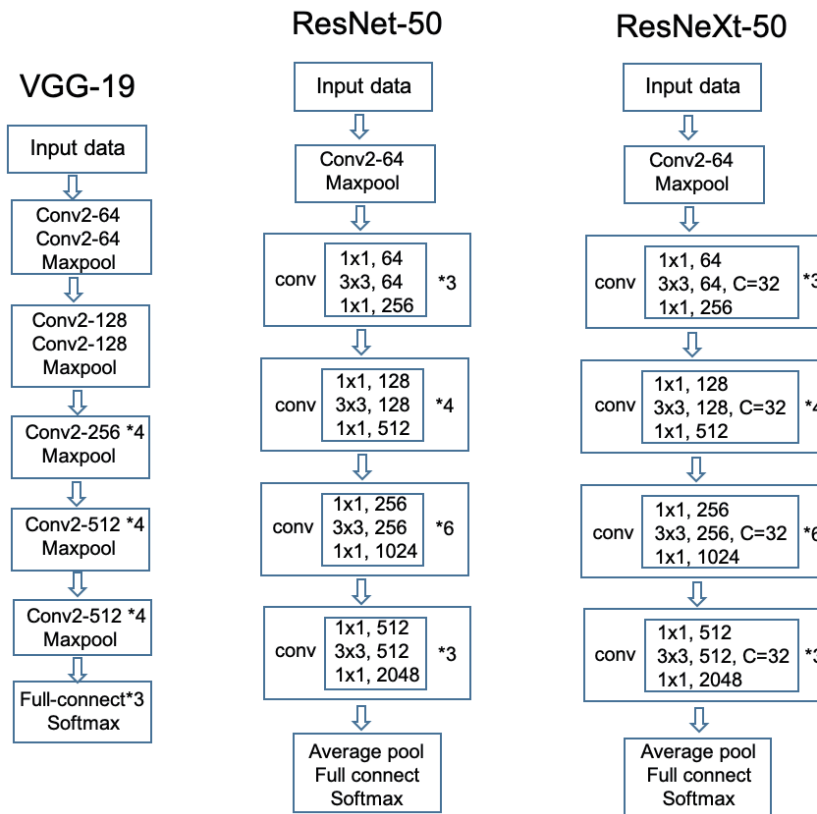 VGG-19
Input data
Conv2-64
Conv2-64
Maxpool
Conv2-128
Conv2-128
Maxpool
Conv2-256 *4
Maxpool
Conv2-512 *4
Maxpool
Conv2-512 *4
Maxpool
Full-connect*3
Softmax
ResNet-50
Input data
Conv2-64
Maxpool
conv
1x1, 64
3x3, 64
1x1, 256
*3
conv
1x1, 128
3x3, 128
1x1, 512
*4
conv
1x1, 256
3x3, 256
1x1, 1024
*6
conv
1x1, 512
3x3, 512
1x1, 2048
*3
Average pool
Full connect
Softmax
ResNeXt-50
Input data
Conv2-64
Maxpool
conv
1x1, 64
3x3, 64, C=32
1x1, 256
*3
conv
1x1, 128
3x3, 128, C=32
1x1, 512
*4
conv
1x1, 256
3x3, 256, C=32
1x1, 1024
*6
conv
1x1, 512
3x3, 512, C=32
1x1, 2048
*3
Average pool
Full connect
Softmax